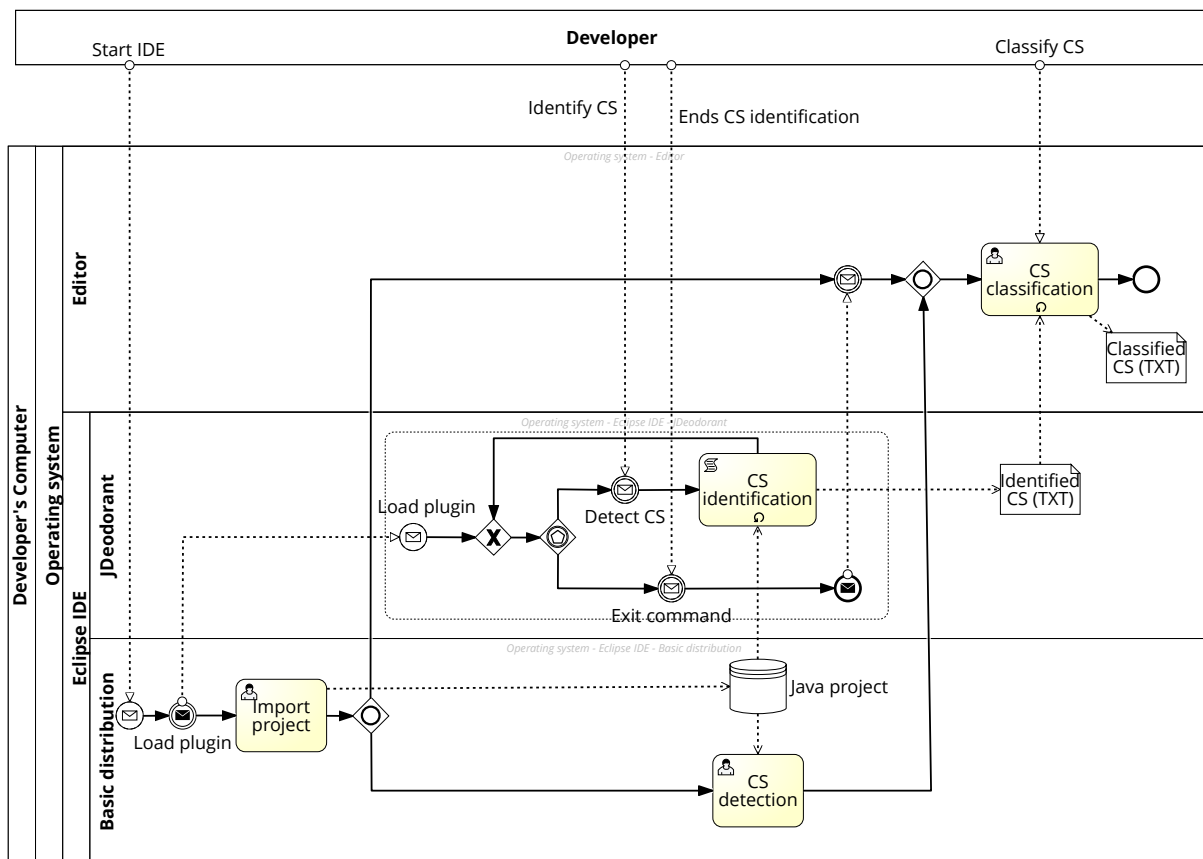 Developer
Start IDE
Classify CS
Identify CS
Ends CS identification
Operating system - Editor
Editor
CS
classification
Classified
CS (TXT)
Developer's Computer
Operating system
Eclipse IDE
Operating system - Eclipse IDE - JDeodorant
JDeodorant
Load plugin
Detect CS
CS
identification
Identified
CS (TXT)
Exit command
Operating system - Eclipse IDE - Basic distribution
Basic distribution
Load plugin
Import
project
Java project
CS
detection